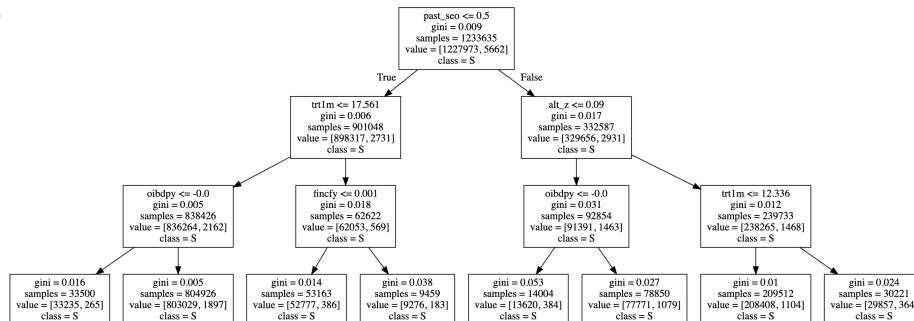 past_seo <= 0.5
gini = 0.009
samples = 1233635
value = [1227973, 5662]
class = S
True
False
trt1m <= 17.561
gini = 0.006
samples = 901048
value = [898317, 2731]
class = S
alt_z <= 0.09
gini = 0.017
samples = 332587
value = [329656, 2931]
class = S
oibdpy <= -0.0
gini = 0.005
samples = 838426
value = [836264, 2162]
class = S
fincfy <= 0.001
gini = 0.018
samples = 62622
value = [62053, 569]
class = S
oibdpy <= -0.0
gini = 0.031
samples = 92854
value = [91391, 1463]
class = S
trt1m <= 12.336
gini = 0.012
samples = 239733
value = [238265, 1468]
class = S
gini = 0.016
samples = 33500
value = [33235, 265]
class = S
gini = 0.005
samples = 804926
value = [803029, 1897]
class = S
gini = 0.014
samples = 53163
value = [52777, 386]
class = S
gini = 0.038
samples = 9459
value = [9276, 183]
class = S
gini = 0.053
samples = 14004
value = [13620, 384]
class = S
gini = 0.027
samples = 78850
value = [77771, 1079]
class = S
gini = 0.01
samples = 209512
value = [208408, 1104]
class = S
gini = 0.024
samples = 30221
value = [29857, 364
class = S